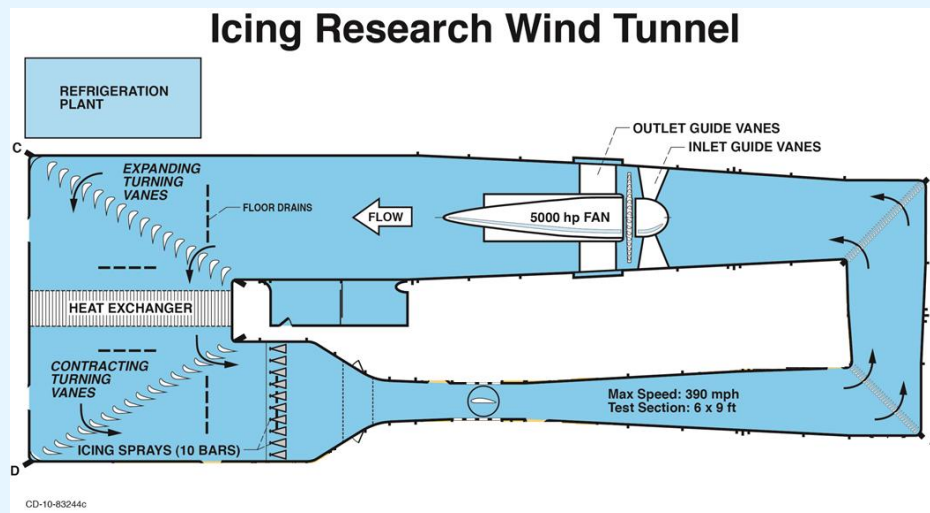 Icing Research Wind Tunnel
REFRIGERATION
PLANT
C
OUTLET GUIDE VANES
INLET GUIDE VANES
EXPANDING
TURNING
VANES
FLOOR DRAINS
FLOW
5000 hp FAN
HEAT EXCHANGER
CONTRACTING
TURNING
VANES
Max Speed: 390 mph
Test Section: 6 x 9 ft
ICING SPRAYS (10 BARS)
D
CD-10-83244c